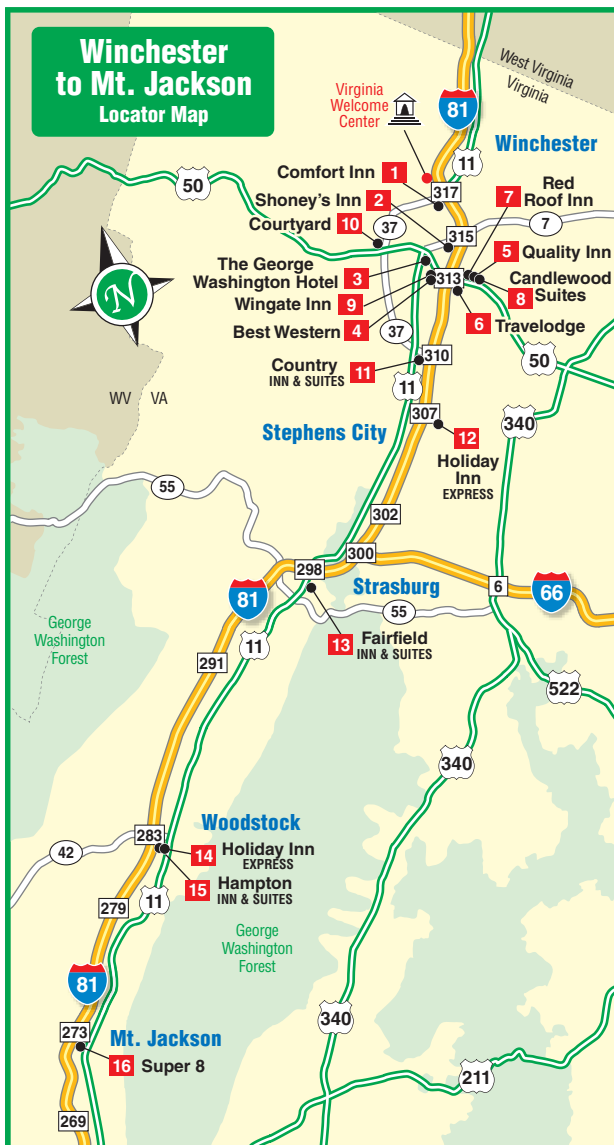 Winchester
to Mt. Jackson
Locator Map
West Virginia
Virginia
Virginia
Welcome
Center
81
Winchester
11
Comfort Inn 1
317
7 Red
Roof Inn
50
Shoney's Inn 2
37
7
Courtyard 10
315
5 Quality Inn
The George
Washington Hotel 3
313
8 Candlewood
Suites
Wingate Inn 9
6 Travelodge
Best Western 4
37
N
310
50
Country
INN & SUITES 11
11
WV VA
307
340
Stephens City
12
Holiday
Inn
EXPRESS
55
302
300
298
Strasburg
6
66
81
55
George
Washington
Forest
13 Fairfield
INN & SUITES
11
291
522
340
Woodstock
283
42
14 Holiday Inn
EXPRESS
15 Hampton
INN & SUITES
11
279
George
Washington
Forest
81
340
273
Mt. Jackson
16 Super 8
211
269